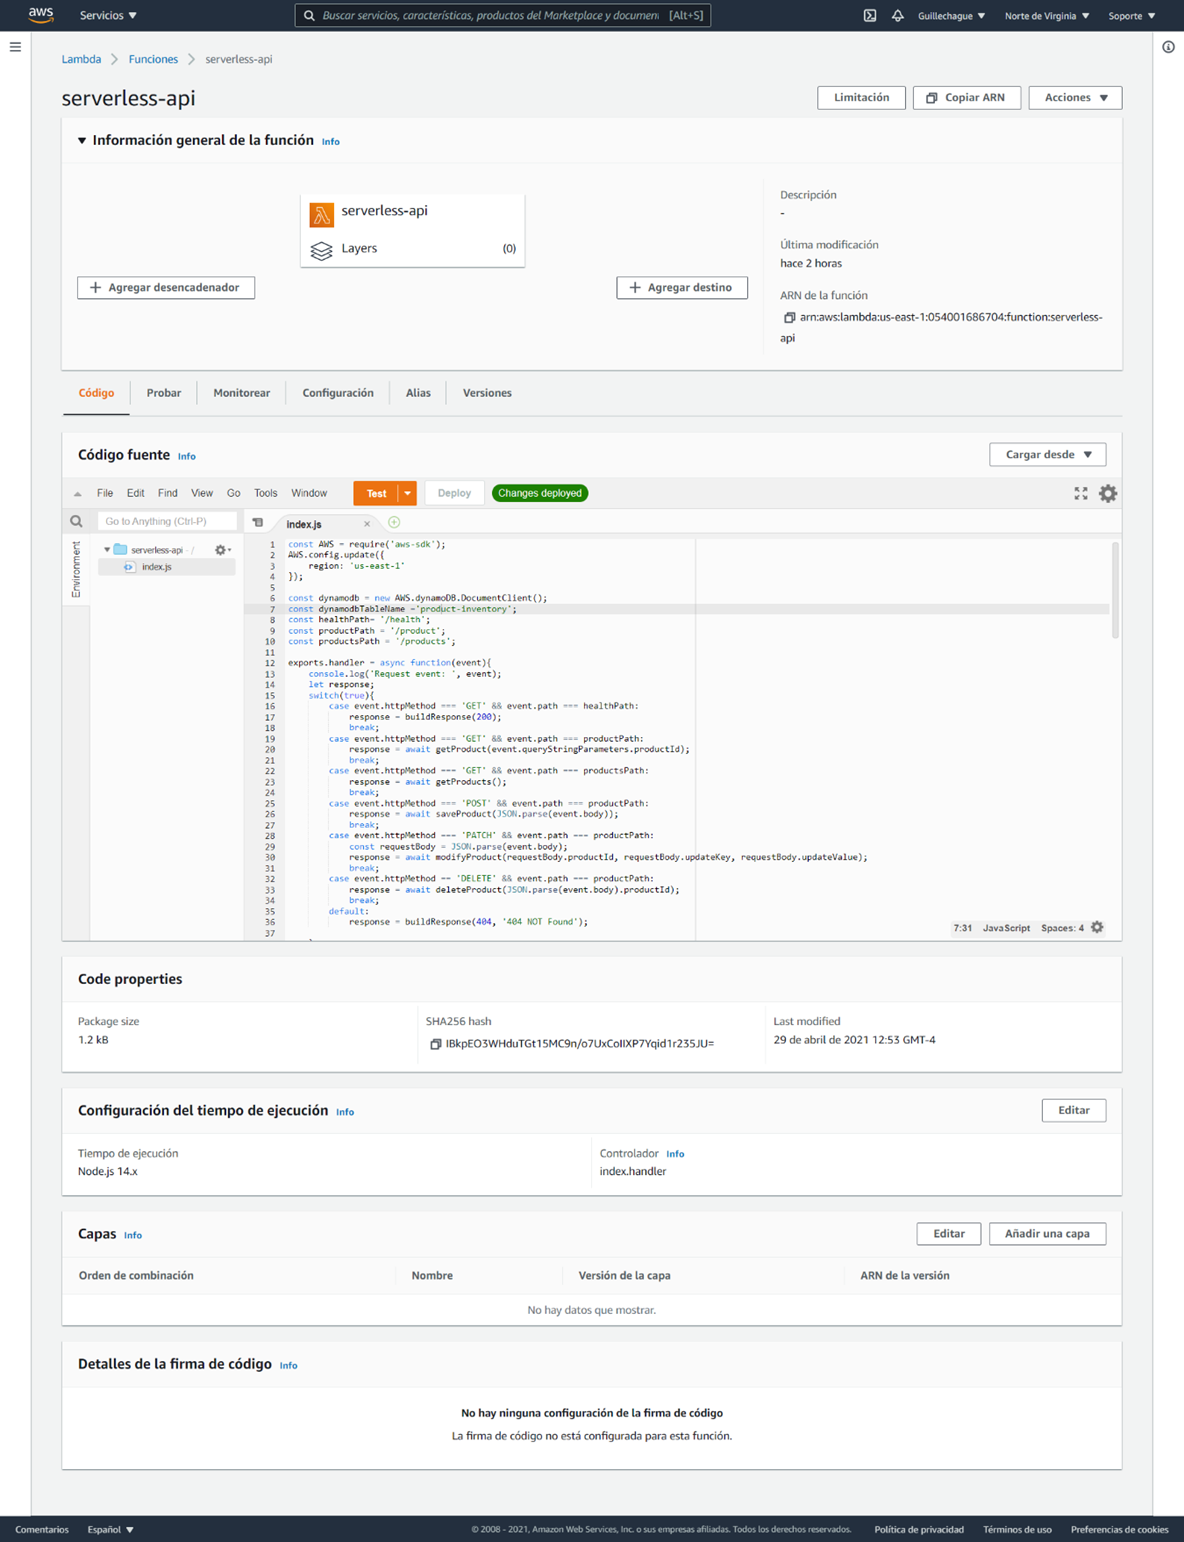 aws Servicios ▼ Buscar servicios, características, productos del Marketplace y document [Alt+S] Guillechague ▼ Norte de Virginia ▼ Soporte ▼
Lambda > Funciones > serverless-api
serverless-api
Limitación Copiar ARN Acciones ▼
▼ Información general de la función Info
serverless-api
Layers (0)
+ Agregar desencadenador
+ Agregar destino
Descripción
-
Última modificación
hace 2 horas
ARN de la función
arn:aws:lambda:us-east-1:054001686704:function:serverless-
api
Código Probar Monitorear Configuración Alias Versiones
Código fuente Info
Cargar desde ▼
File Edit Find View Go Tools Window Test Deploy Changes deployed
Go to Anything (Ctrl-P)
Environment
serverless-api /
index.js
index.js ×
1 const AWS = require('aws-sdk');
2 AWS.config.update({
3 region: 'us-east-1'
4 });
5
6 const dynamodb = new AWS.dynamoDB.DocumentClient();
7 const dynamodbTableName ='product-inventory';
8 const healthPath= '/health';
9 const productPath = '/product';
10 const productsPath = '/products';
11
12 exports.handler = async function(event){
13 console.log('Request event: ', event);
14 let response;
15 switch(true){
16 case event.httpMethod === 'GET' && event.path === healthPath:
17 response = buildResponse(200);
18 break;
19 case event.httpMethod === 'GET' && event.path === productPath:
20 response = await getProduct(event.queryStringParameters.productId);
21 break;
22 case event.httpMethod === 'GET' && event.path === productsPath:
23 response = await getProducts();
24 break;
25 case event.httpMethod === 'POST' && event.path === productPath:
26 response = await saveProduct(JSON.parse(event.body));
27 break;
28 case event.httpMethod === 'PATCH' && event.path === productPath:
29 const requestBody = JSON.parse(event.body);
30 response = await modifyProduct(requestBody.productId, requestBody.updateKey, requestBody.updateValue);
31 break;
32 case event.httpMethod == 'DELETE' && event.path === productPath:
33 response = await deleteProduct(JSON.parse(event.body).productId);
34 break;
35 default:
36 response = buildResponse(404, '404 NOT Found');
37
7:31 JavaScript Spaces: 4
Code properties
Package size
1.2 kB
SHA256 hash
IBkpEO3WHduTGt15MC9n/o7UxCoIIXP7Yqid1r235JU=
Last modified
29 de abril de 2021 12:53 GMT-4
Configuración del tiempo de ejecución Info
Editar
Tiempo de ejecución
Node.js 14.x
Controlador Info
index.handler
Capas Info
Editar Añadir una capa
Orden de combinación Nombre Versión de la capa ARN de la versión
No hay datos que mostrar.
Detalles de la firma de código Info
No hay ninguna configuración de la firma de código
La firma de código no está configurada para esta función.
Comentarios Español ▼ © 2008 - 2021, Amazon Web Services, Inc. o sus empresas afiliadas. Todos los derechos reservados. Política de privacidad Términos de uso Preferencias de cookies